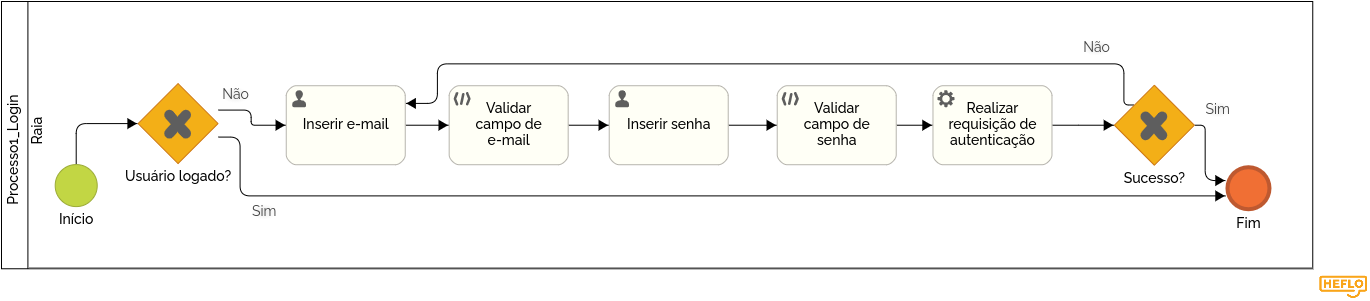 Processo1_Login
Raia
Início
Usuário logado?
Não
Sim
Inserir e-mail
Validar
campo de
e-mail
Inserir senha
Validar
campo de
senha
Realizar
requisição de
autenticação
Não
Sucesso?
Sim
Fim
HEFLO